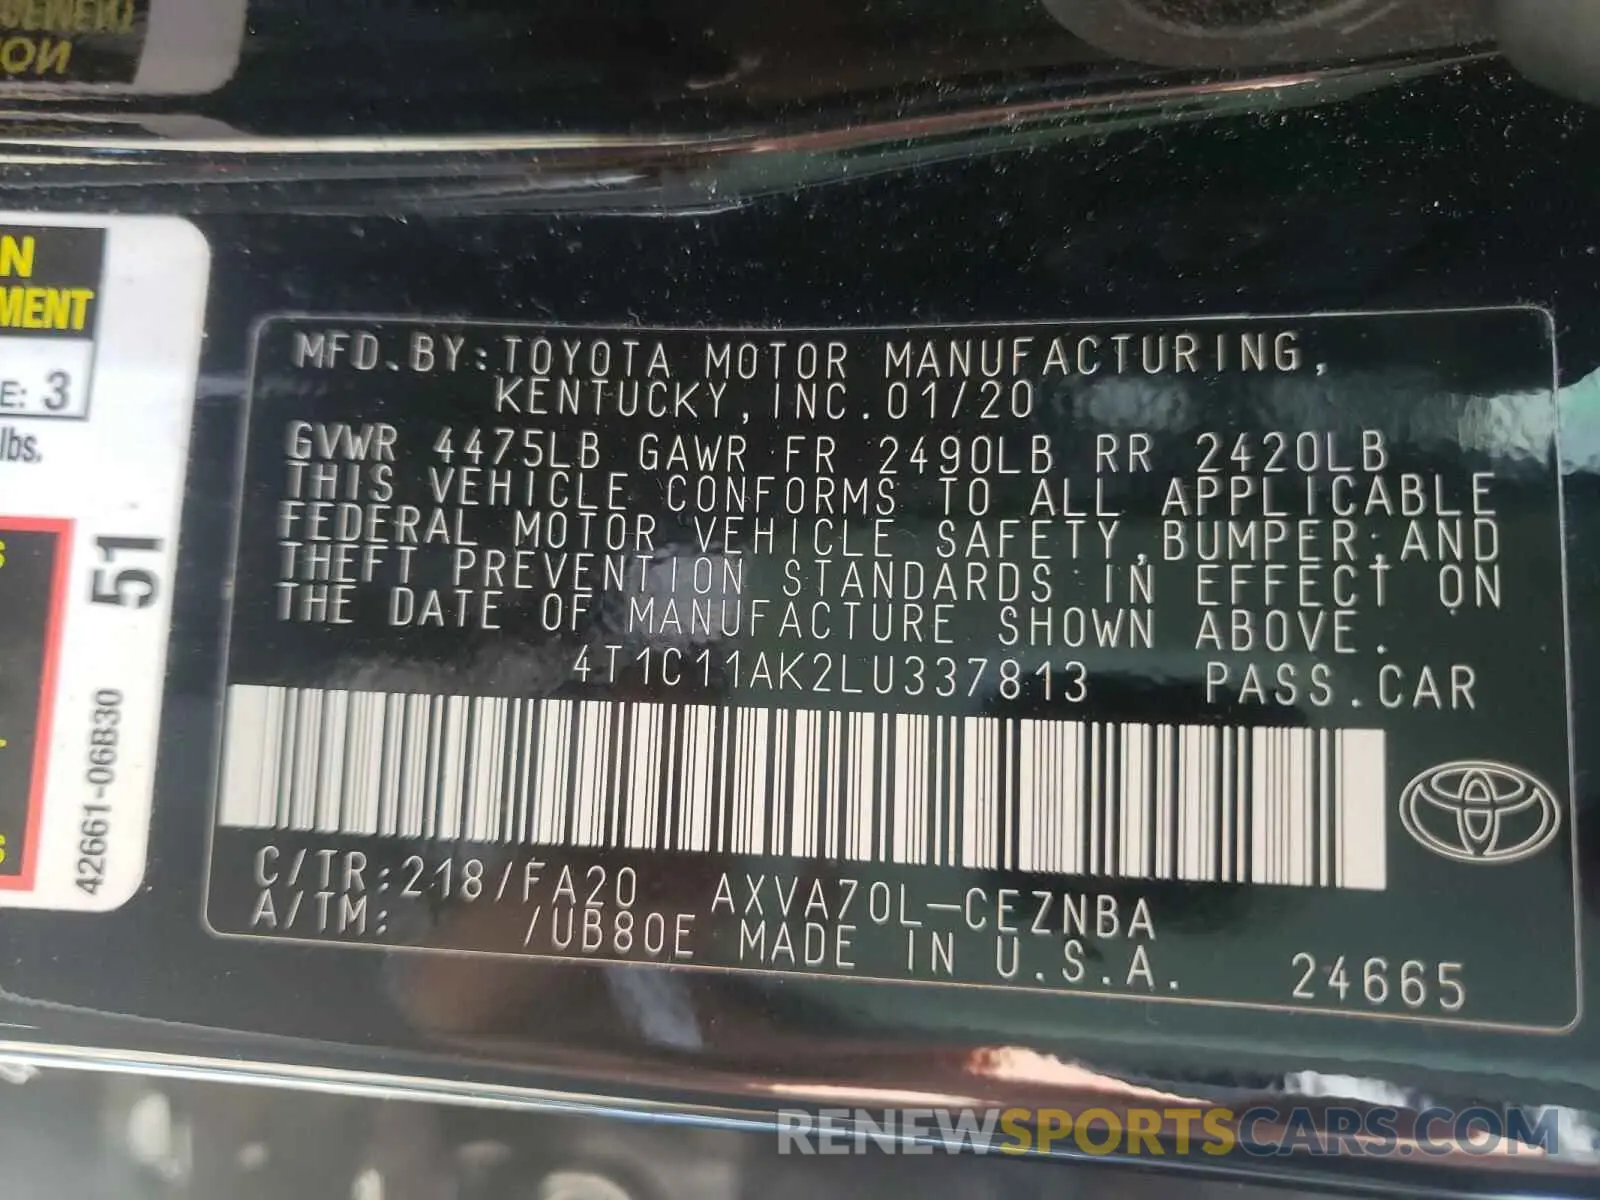 N
MENT
E: 3
lbs.
51
42661-06B30
MFD.BY:TOYOTA MOTOR MANUFACTURING,
KENTUCKY,INC.01/20
GVWR 4475LB GAWR FR 2490LB RR 2420LB
THIS VEHICLE CONFORMS TO ALL APPLICABLE
FEDERAL MOTOR VEHICLE SAFETY,BUMPER,AND
THEFT PREVENTION STANDARDS IN EFFECT ON
THE DATE OF MANUFACTURE SHOWN ABOVE.
4T1C11AK2LU337813 PASS.CAR
C/TR:218/FA20 AXVA70L-CEZNBA
A/TM: /UB80E MADE IN U.S.A. 24665
RENEWSPORTSCARS.COM